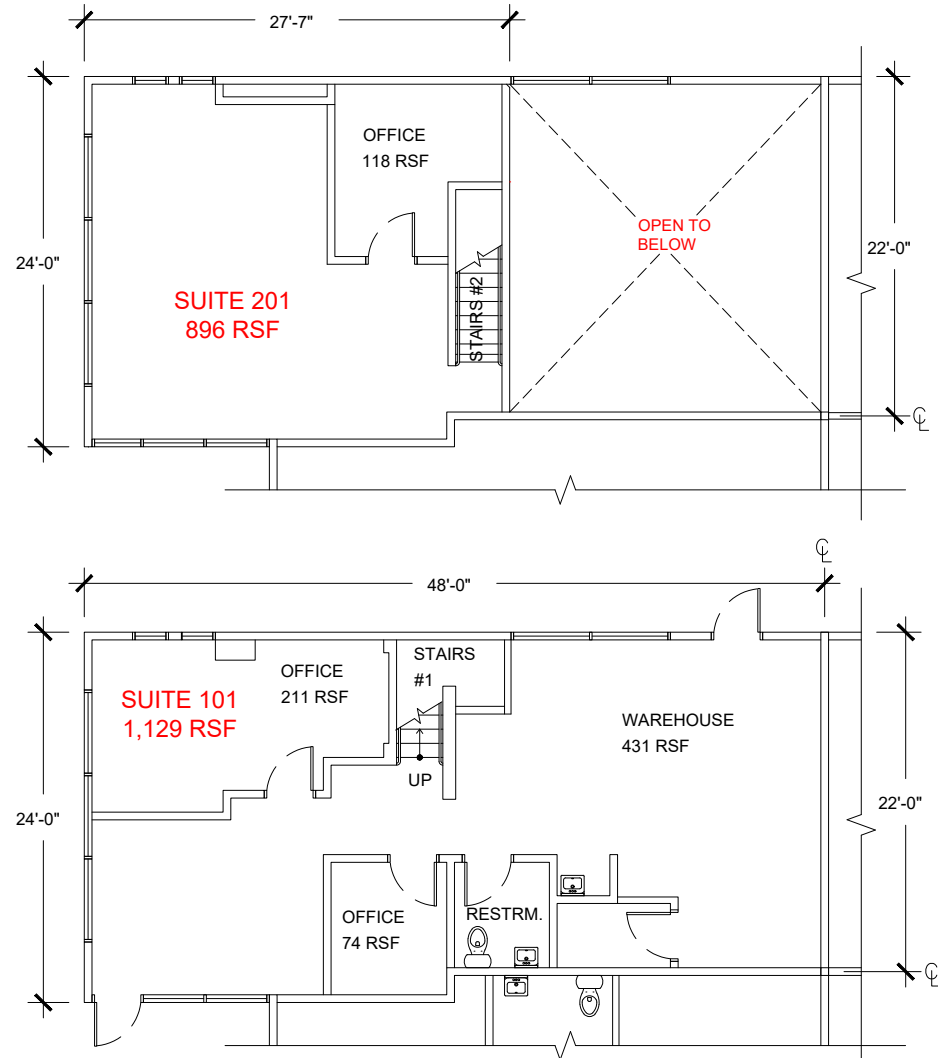 27'-7"
OFFICE
118 RSF
OPEN TO
BELOW
24'-0"
22'-0"
SUITE 201
896 RSF
STAIRS #2
℄
℄
48'-0"
STAIRS
#1
OFFICE
211 RSF
SUITE 101
1,129 RSF
WAREHOUSE
431 RSF
UP
24'-0"
22'-0"
OFFICE
74 RSF
RESTRM.
℄